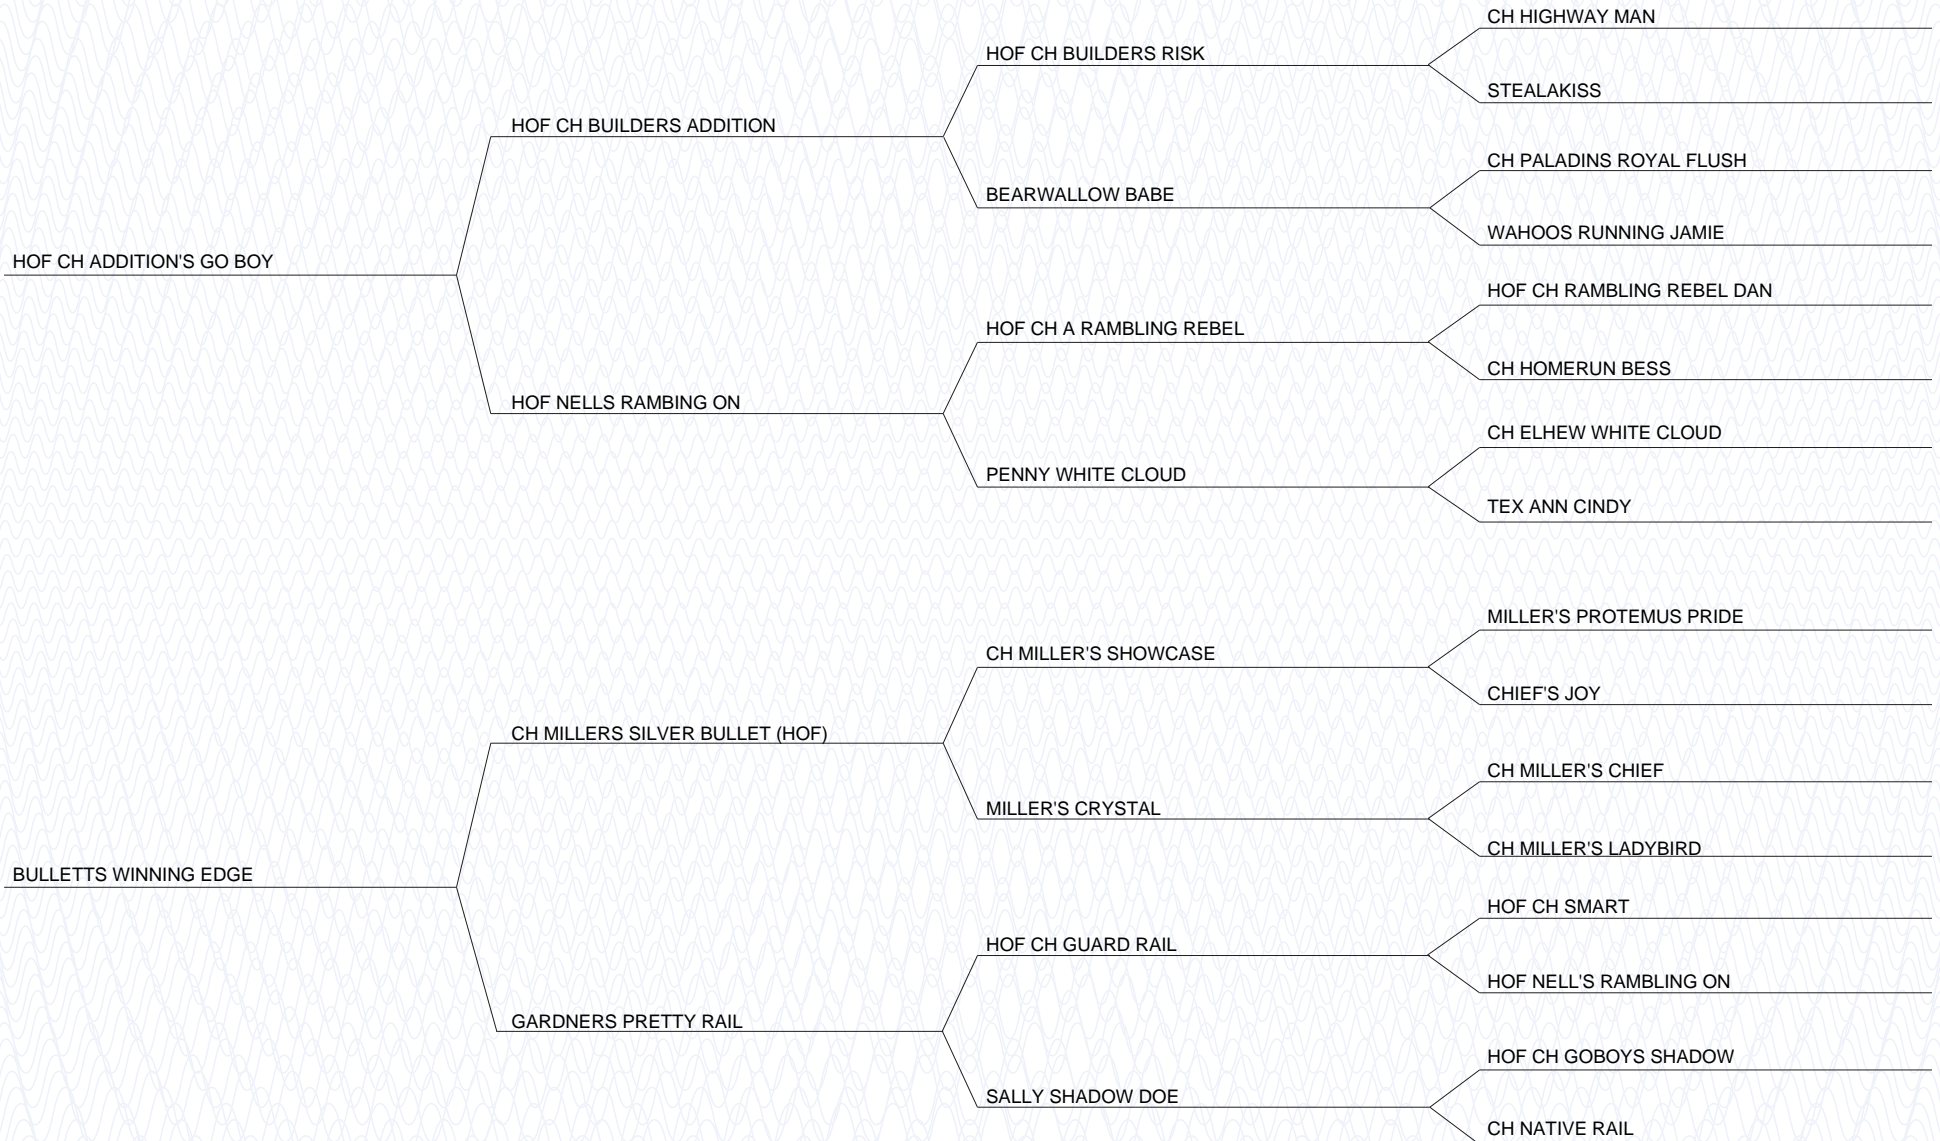 CH HIGHWAY MAN
HOF CH BUILDERS RISK
STEALAKISS
HOF CH BUILDERS ADDITION
CH PALADINS ROYAL FLUSH
BEARWALLOW BABE
WAHOOS RUNNING JAMIE
HOF CH ADDITION'S GO BOY
HOF CH RAMBLING REBEL DAN
HOF CH A RAMBLING REBEL
CH HOMERUN BESS
HOF NELLS RAMBING ON
CH ELHEW WHITE CLOUD
PENNY WHITE CLOUD
TEX ANN CINDY
MILLER'S PROTEMUS PRIDE
CH MILLER'S SHOWCASE
CHIEF'S JOY
CH MILLERS SILVER BULLET (HOF)
CH MILLER'S CHIEF
MILLER'S CRYSTAL
CH MILLER'S LADYBIRD
BULLETTS WINNING EDGE
HOF CH SMART
HOF CH GUARD RAIL
HOF NELL'S RAMBLING ON
GARDNERS PRETTY RAIL
HOF CH GOBOYS SHADOW
SALLY SHADOW DOE
CH NATIVE RAIL